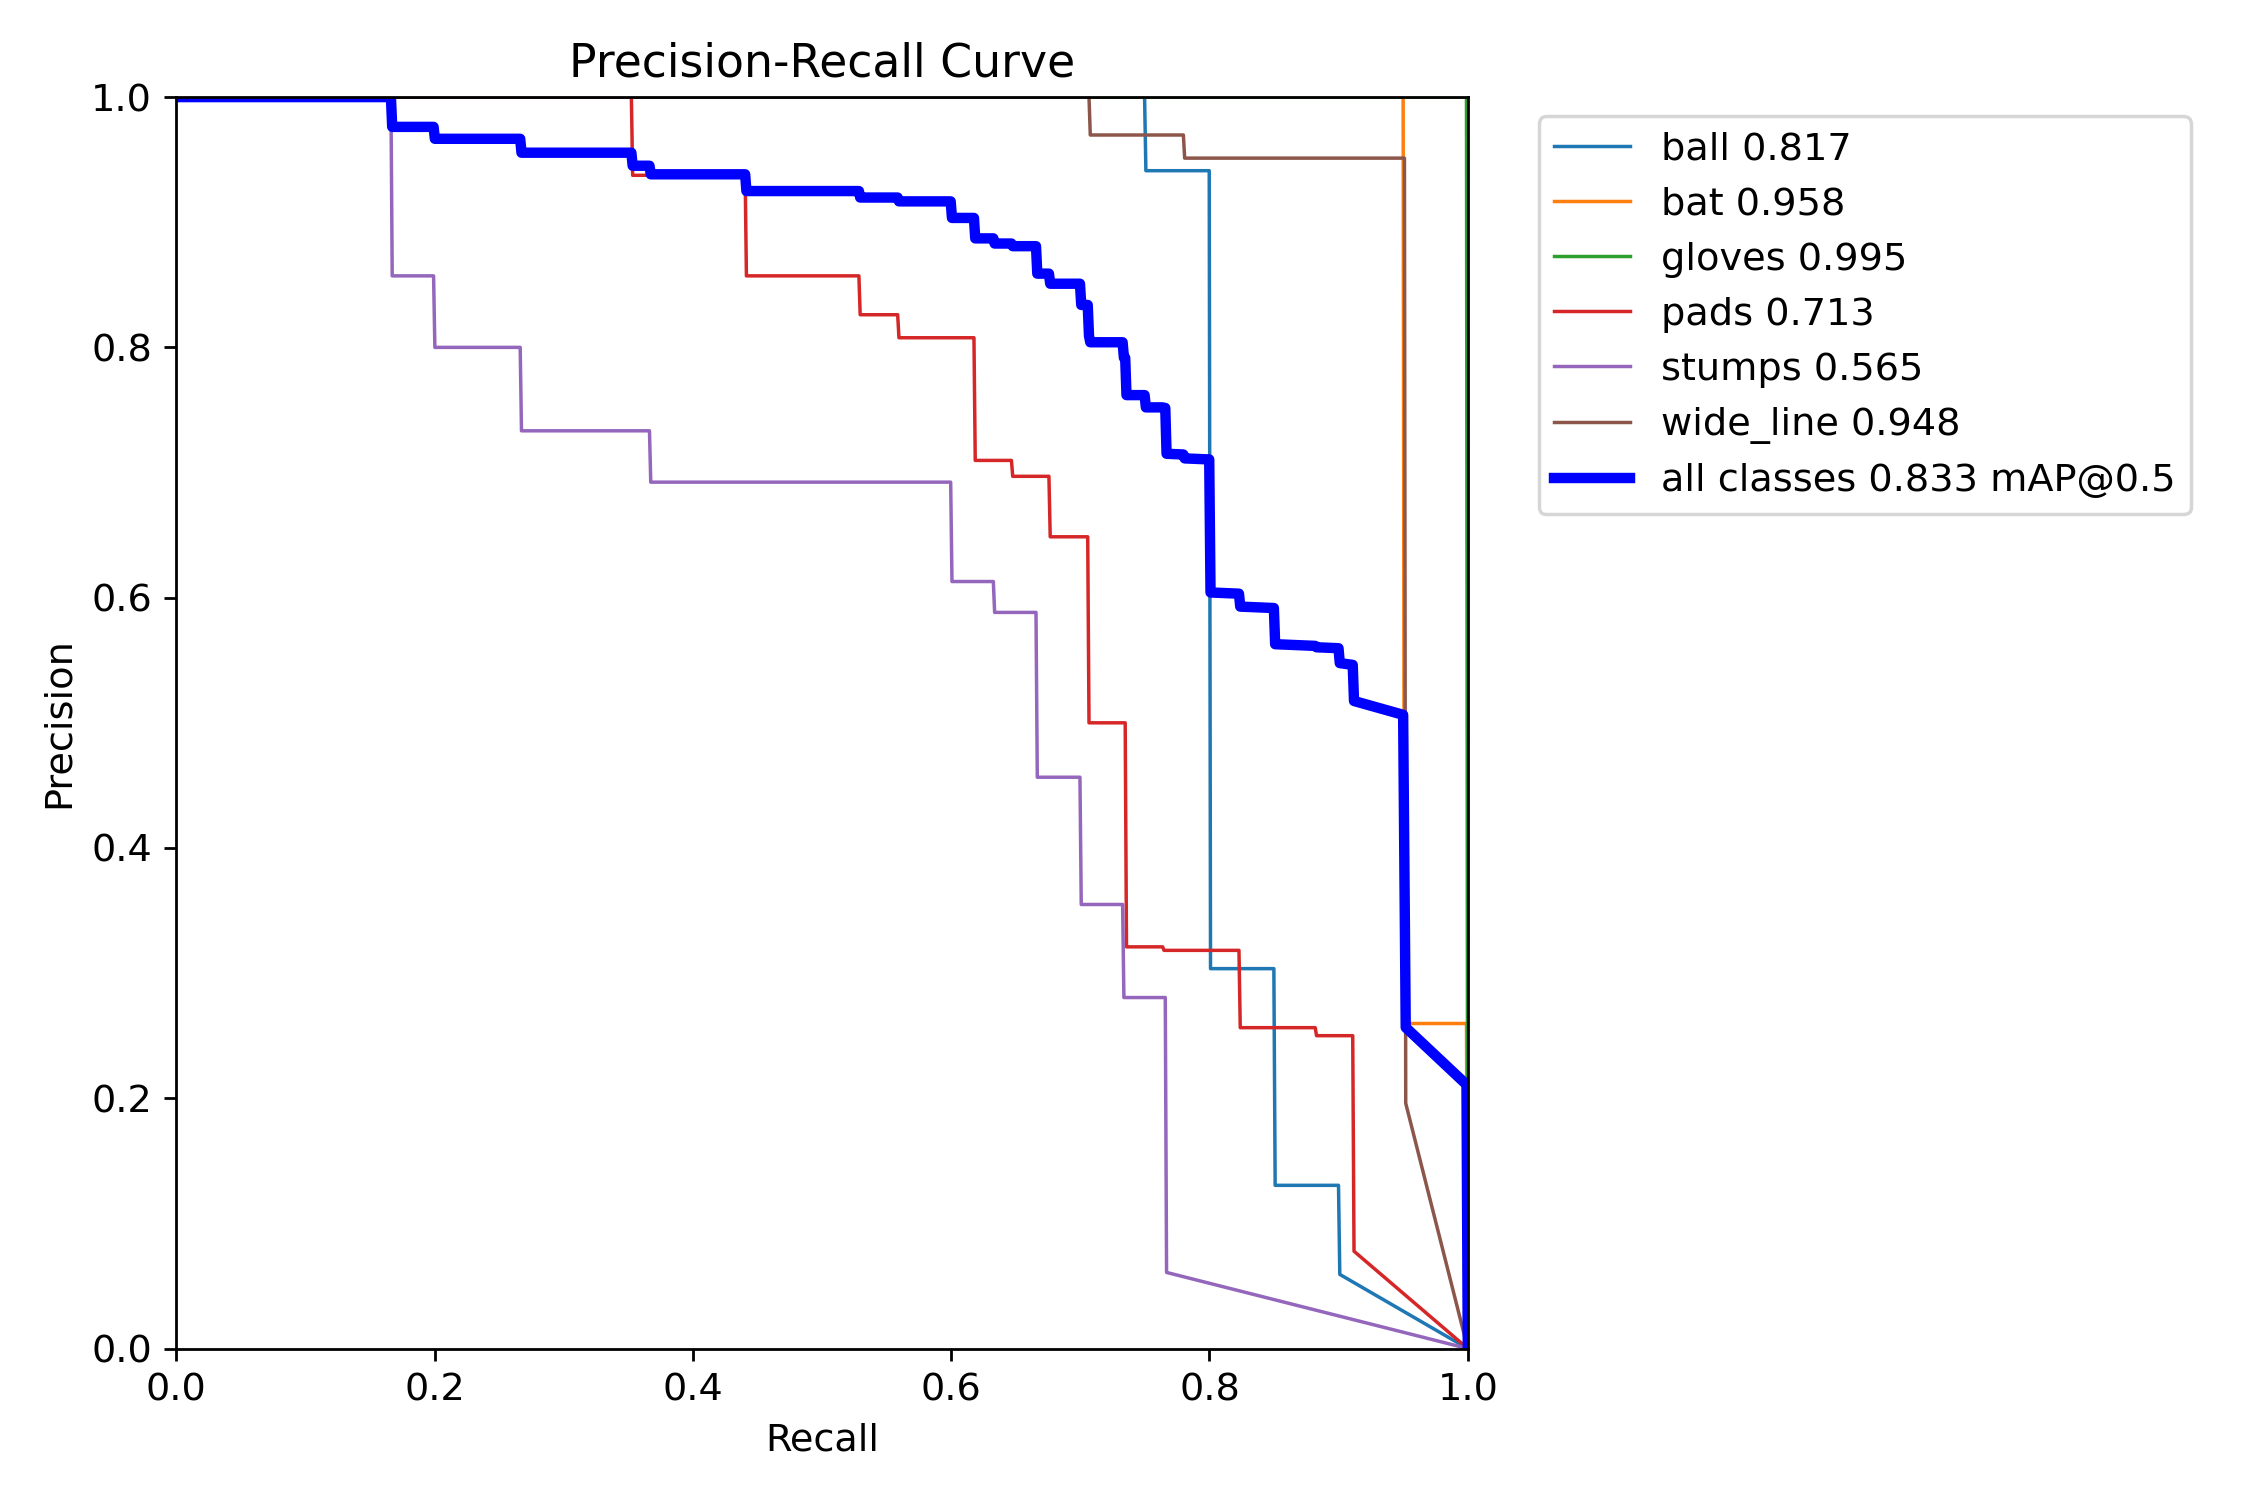 Precision-Recall Curve
1.0
0.8
0.6
0.4
0.2
0.0
Precision
0.0 0.2 0.4 0.6 0.8 1.0
Recall
ball 0.817
bat 0.958
gloves 0.995
pads 0.713
stumps 0.565
wide_line 0.948
all classes 0.833 mAP@0.5